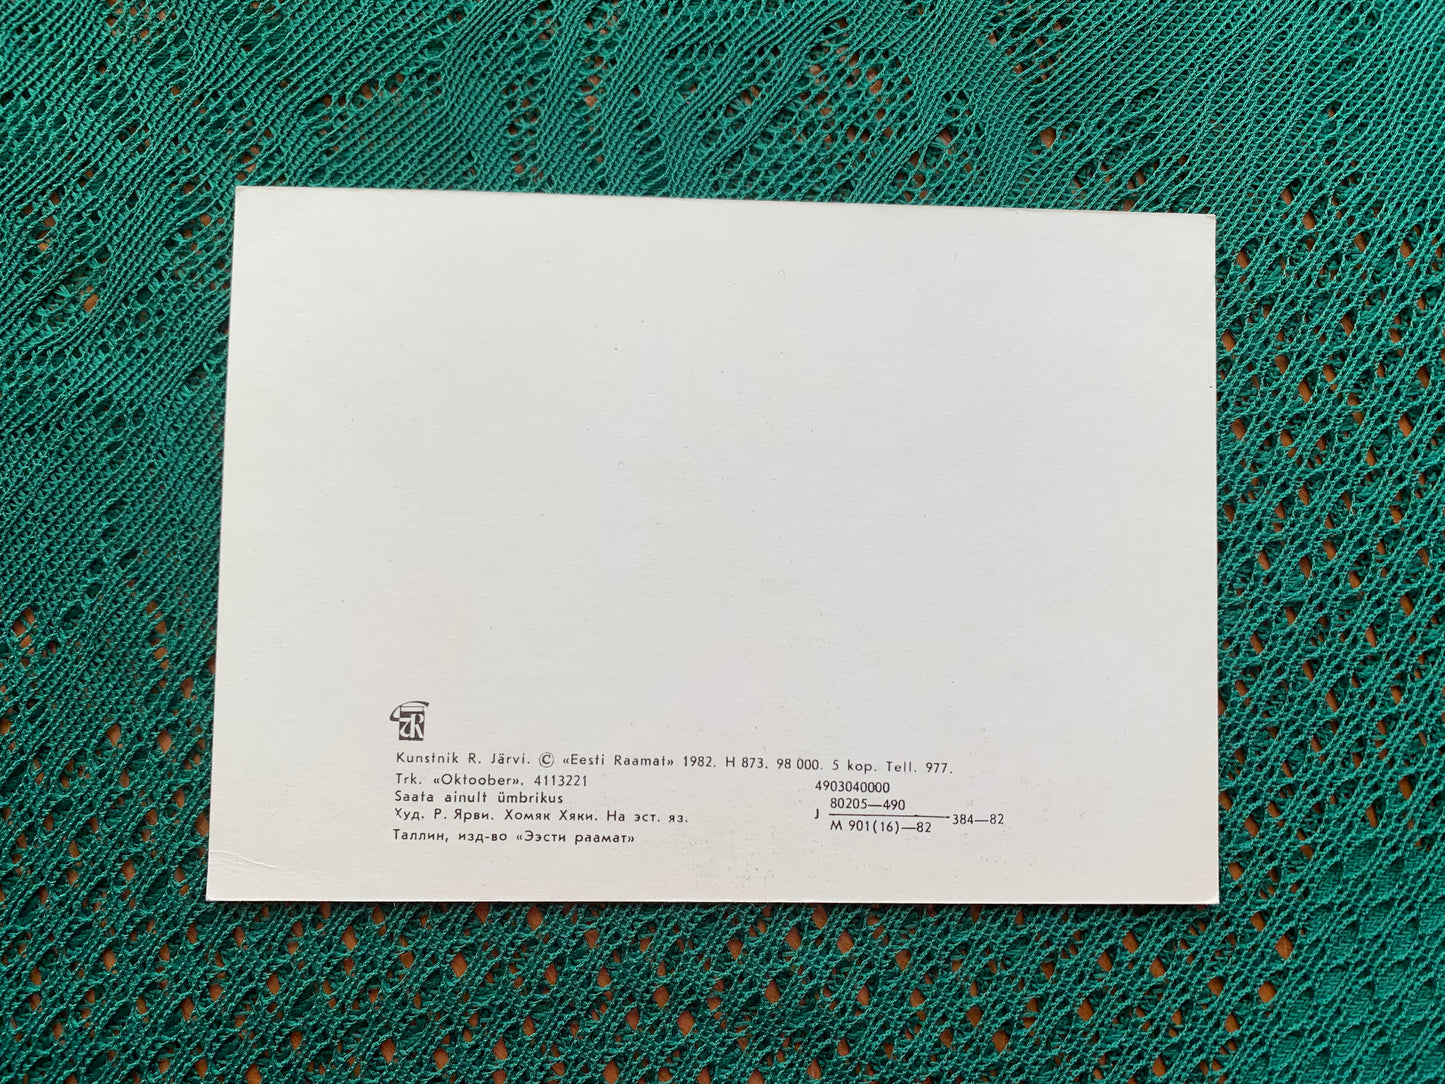 Kunstnik R. Järvi. © «Eesti Raamat» 1982. H 873. 98 000. 5 kop. Tell. 977.
Trk. «Oktoober». 4113221
Saata ainult ümbrikus
Худ. Р. Ярви. Хомяк Хяки. На эст. яз.
Таллин, изд-во «Ээсти раамат»
4903040000
J 80205—490
M 901(16)—82
384—82